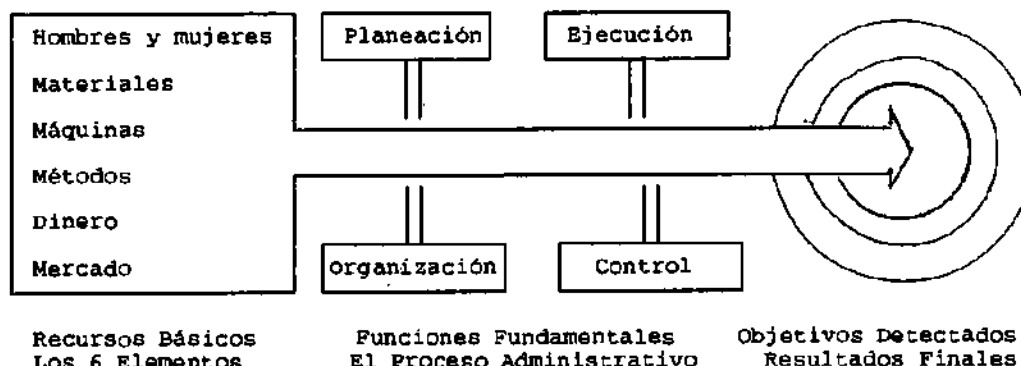 Hombres y mujeres
Materiales
Máquinas
Métodos
Dinero
Mercado
Planeación
Ejecución
Organización
Control
Recursos Básicos
Los 6 Elementos
Funciones Fundamentales
El Proceso Administrativo
Objetivos Detectados
Resultados Finales